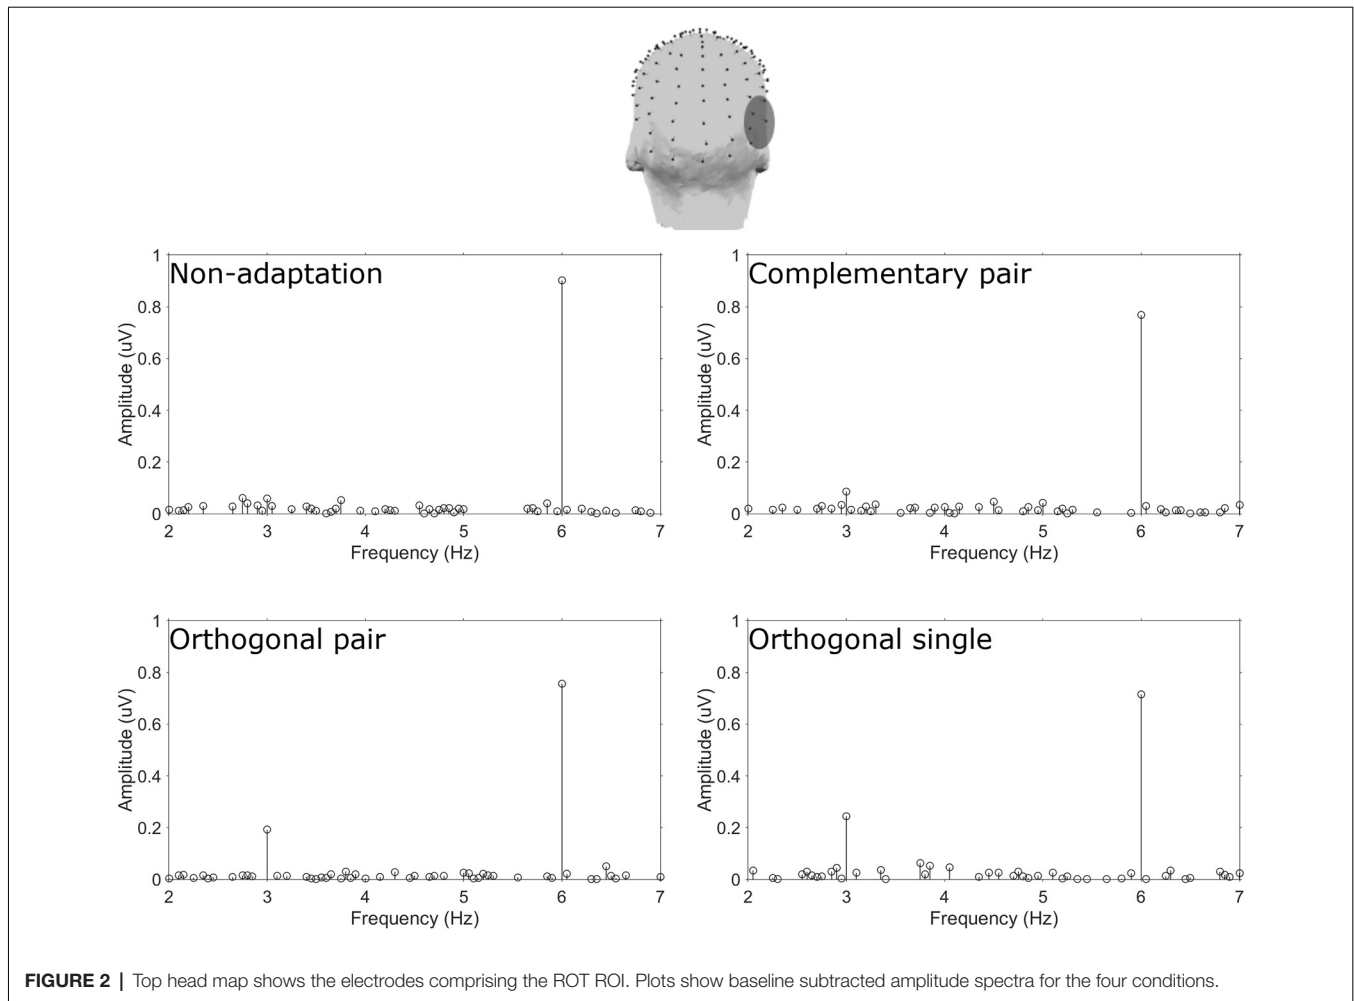 Non-adaptation
1
0.8
0.6
0.4
0.2
0
Amplitude (uV)
2 3 4 5 6 7
Frequency (Hz)
Complementary pair
1
0.8
0.6
0.4
0.2
0
Amplitude (uV)
2 3 4 5 6 7
Frequency (Hz)
Orthogonal pair
1
0.8
0.6
0.4
0.2
0
Amplitude (uV)
2 3 4 5 6 7
Frequency (Hz)
Orthogonal single
1
0.8
0.6
0.4
0.2
0
Amplitude (uV)
2 3 4 5 6 7
Frequency (Hz)
FIGURE 2 | Top head map shows the electrodes comprising the ROT ROI. Plots show baseline subtracted amplitude spectra for the four conditions.